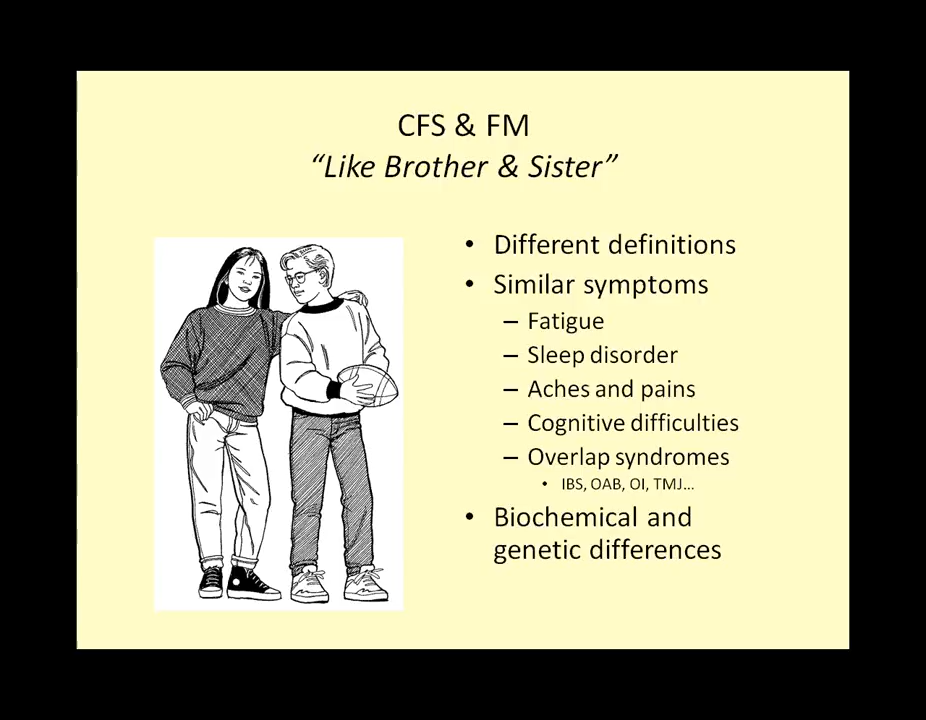 CFS & FM
“Like Brother & Sister”
• Different definitions
• Similar symptoms
– Fatigue
– Sleep disorder
– Aches and pains
– Cognitive difficulties
– Overlap syndromes
• IBS, OAB, OI, TMJ…
• Biochemical and
genetic differences